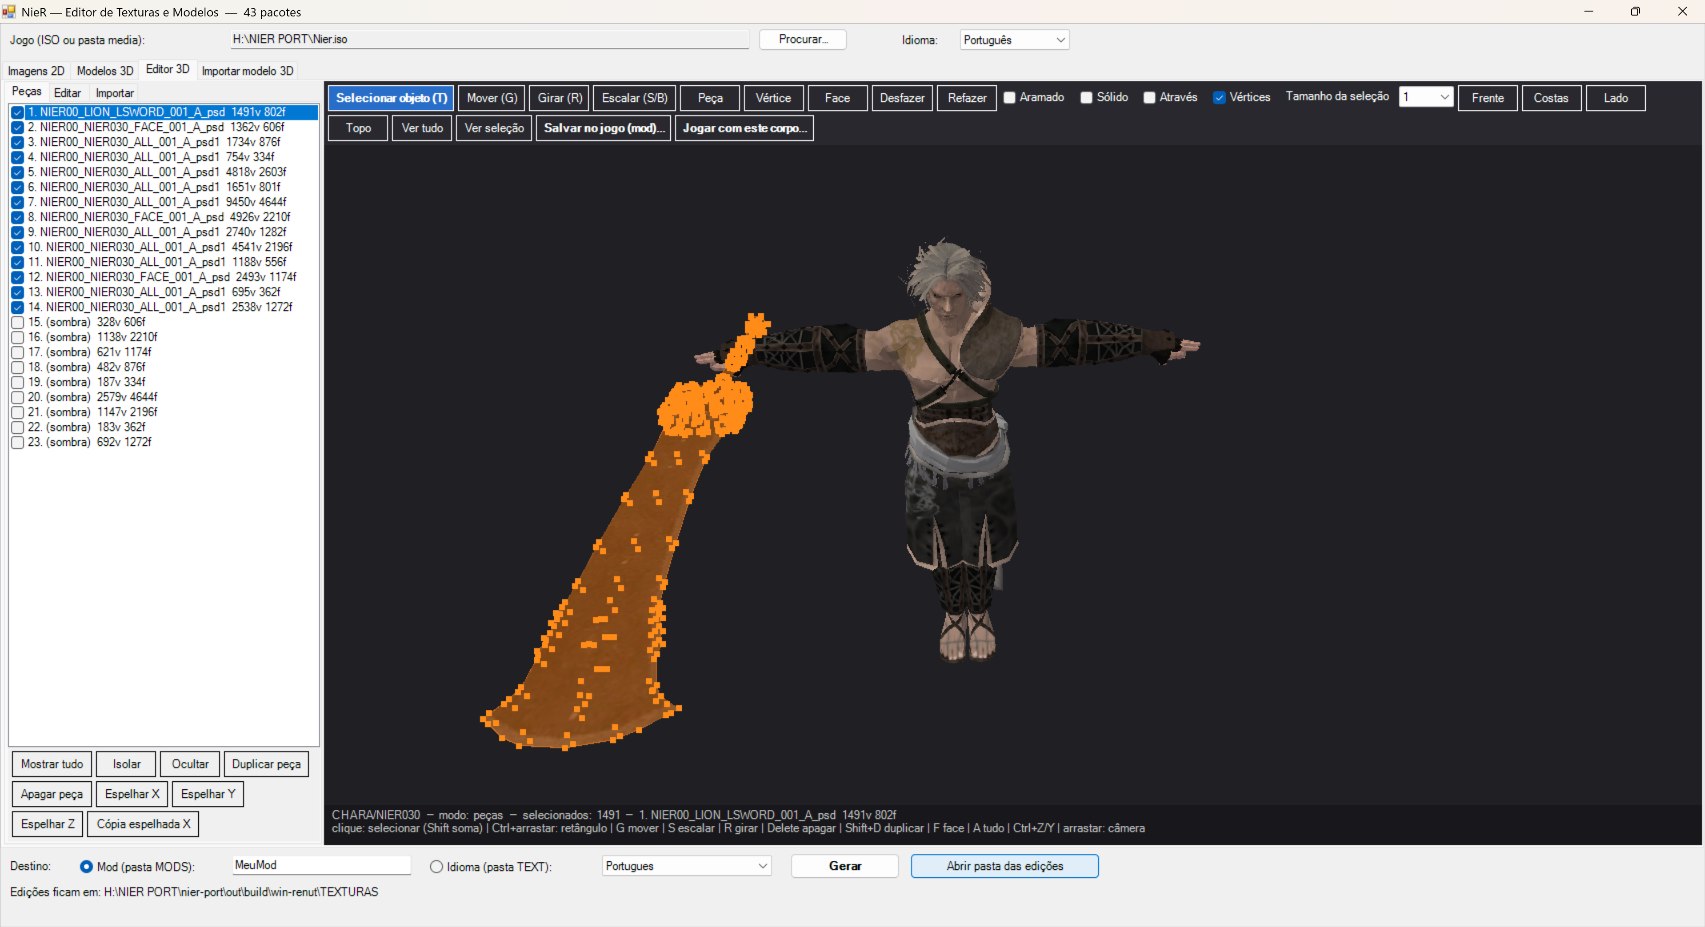 NieR — Editor de Texturas e Modelos — 43 pacotes
Jogo (ISO ou pasta media): H:\NIER PORT\Nier.iso Procurar... Idioma: Português
Imagens 2D Modelos 3D Editor 3D Importar modelo 3D
Peças Editar Importar
1. NIER00_LION_LSWORD_001_A_psd 1491v 802f
2. NIER00_NIER030_FACE_001_A_psd 1362v 606f
3. NIER00_NIER030_ALL_001_A_psd1 1734v 876f
4. NIER00_NIER030_ALL_001_A_psd1 754v 334f
5. NIER00_NIER030_ALL_001_A_psd1 4818v 2603f
6. NIER00_NIER030_ALL_001_A_psd1 1651v 801f
7. NIER00_NIER030_ALL_001_A_psd1 9450v 4644f
8. NIER00_NIER030_FACE_001_A_psd 4926v 2210f
9. NIER00_NIER030_ALL_001_A_psd1 2740v 1282f
10. NIER00_NIER030_ALL_001_A_psd1 4541v 2196f
11. NIER00_NIER030_ALL_001_A_psd1 1188v 556f
12. NIER00_NIER030_FACE_001_A_psd 2493v 1174f
13. NIER00_NIER030_ALL_001_A_psd1 695v 362f
14. NIER00_NIER030_ALL_001_A_psd1 2538v 1272f
15. (sombra) 328v 606f
16. (sombra) 1138v 2210f
17. (sombra) 621v 1174f
18. (sombra) 482v 876f
19. (sombra) 187v 334f
20. (sombra) 2579v 4644f
21. (sombra) 1147v 2196f
22. (sombra) 183v 362f
23. (sombra) 692v 1272f
Mostrar tudo Isolar Ocultar Duplicar peça
Apagar peça Espelhar X Espelhar Y
Espelhar Z Cópia espelhada X
Selecionar objeto (T) Mover (G) Girar (R) Escalar (S/B) Peça Vértice Face Desfazer Refazer Aramado Sólido Através Vértices Tamanho da seleção 1 Frente Costas Lado
Topo Ver tudo Ver seleção Salvar no jogo (mod)... Jogar com este corpo...
CHARA/NIER030 — modo: peças — selecionados: 1491 — 1. NIER00_LION_LSWORD_001_A_psd 1491v 802f
clique: selecionar (Shift soma) | Ctrl+arrastar: retângulo | G mover | S escalar | R girar | Delete apagar | Shift+D duplicar | F face | A tudo | Ctrl+Z/Y | arrastar: câmera
Destino: Mod (pasta MODS): MeuMod Idioma (pasta TEXT): Portugues Gerar Abrir pasta das edições
Edições ficam em: H:\NIER PORT\nier-port\out\build\win-renut\TEXTURAS